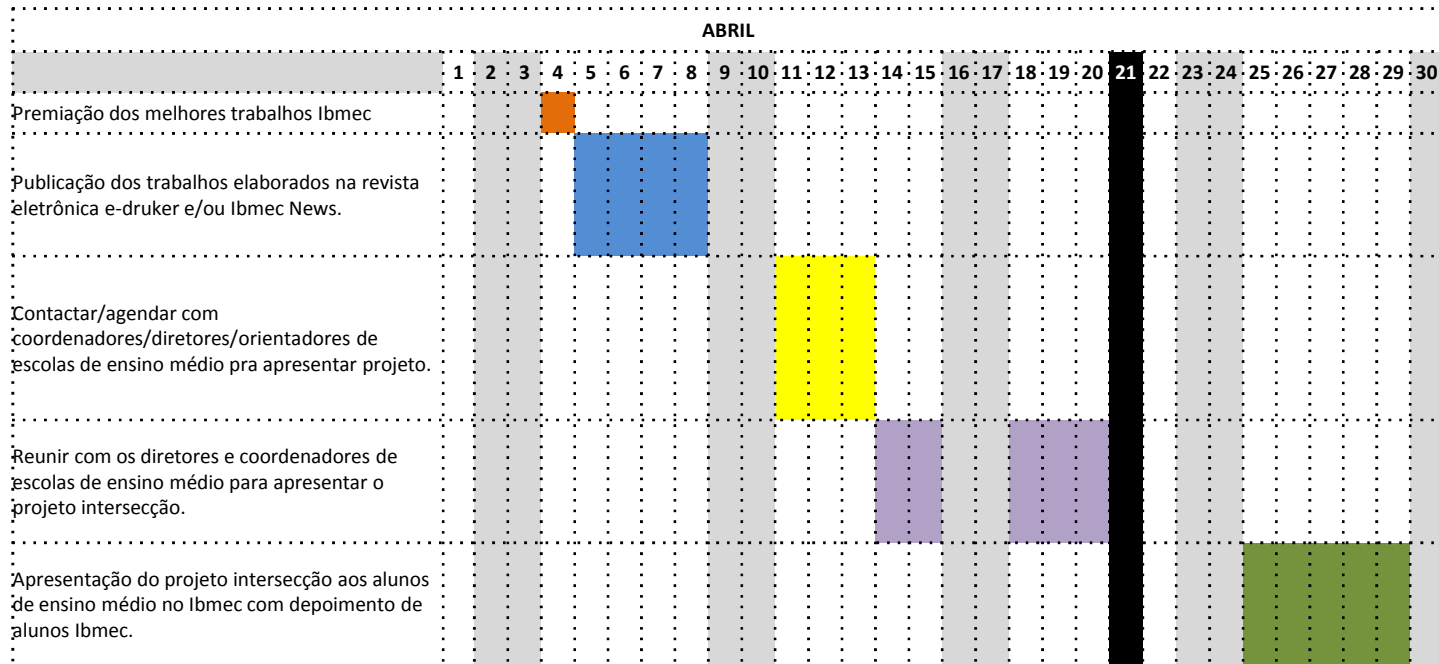 ABRIL
1 2 3 4 5 6 7 8 9 10 11 12 13 14 15 16 17 18 19 20 21 22 23 24 25 26 27 28 29 30
Premiação dos melhores trabalhos Ibmec
Publicação dos trabalhos elaborados na revista
eletrônica e-druker e/ou Ibmec News.
Contactar/agendar com
coordenadores/diretores/orientadores de
escolas de ensino médio pra apresentar projeto.
Reunir com os diretores e coordenadores de
escolas de ensino médio para apresentar o
projeto intersecção.
Apresentação do projeto intersecção aos alunos
de ensino médio no Ibmec com depoimento de
alunos Ibmec.